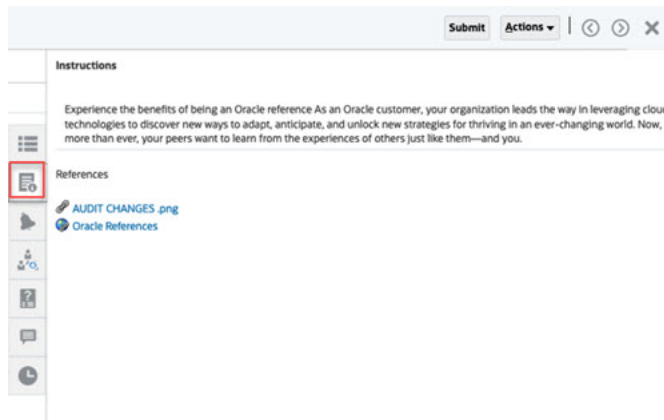 Submit Actions
Instructions
Experience the benefits of being an Oracle reference As an Oracle customer, your organization leads the way in leveraging
technologies to discover new ways to adapt, anticipate, and unlock new strategies for thriving in an ever-changing world. Now,
more than ever, your peers want to learn from the experiences of others just like them—and you.
References
AUDIT CHANGES .png
Oracle References